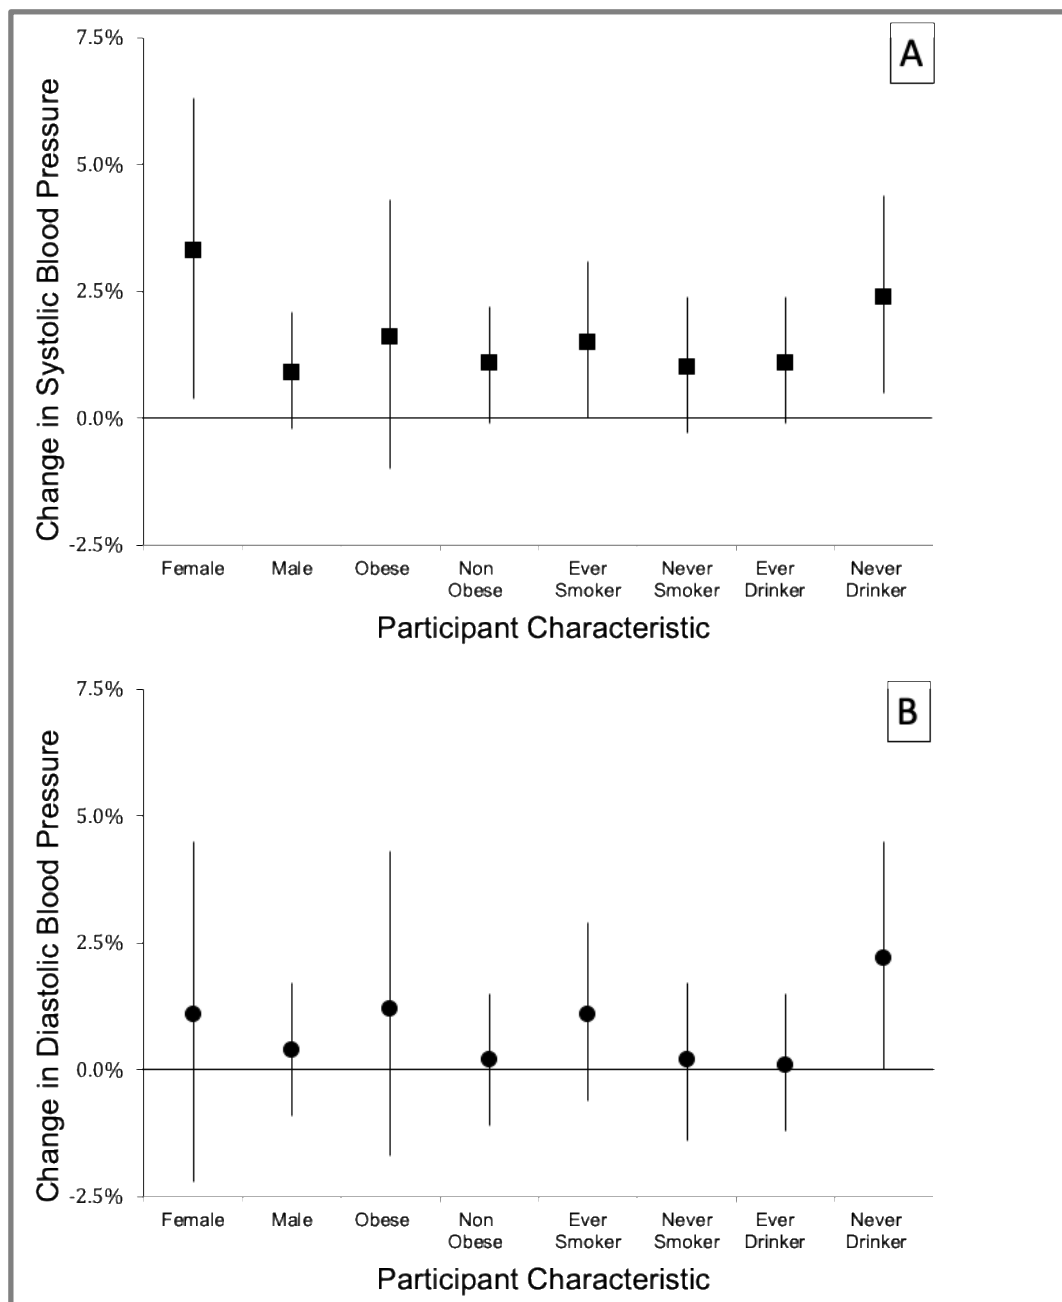 A
7.5%
5.0%
2.5%
0.0%
-2.5%
Change in Systolic Blood Pressure
Female Male Obese Non Ever Never Ever Never
Obese Smoker Smoker Drinker Drinker
Participant Characteristic
B
7.5%
5.0%
2.5%
0.0%
-2.5%
Change in Diastolic Blood Pressure
Female Male Obese Non Ever Never Ever Never
Obese Smoker Smoker Drinker Drinker
Participant Characteristic